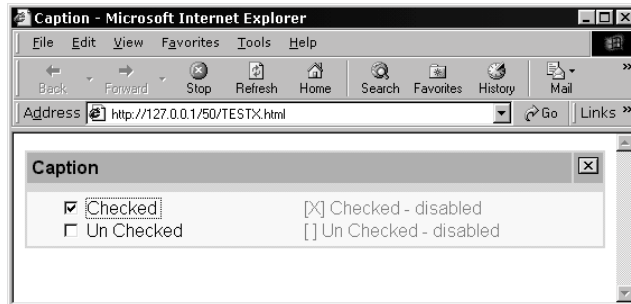 Caption - Microsoft Internet Explorer
File Edit View Favorites Tools Help
Back Forward Stop Refresh Home Search Favorites History Mail »
Address http://127.0.0.1/50/TESTX.html Go Links »
Caption
Checked [X] Checked - disabled
Un Checked [ ] Un Checked - disabled